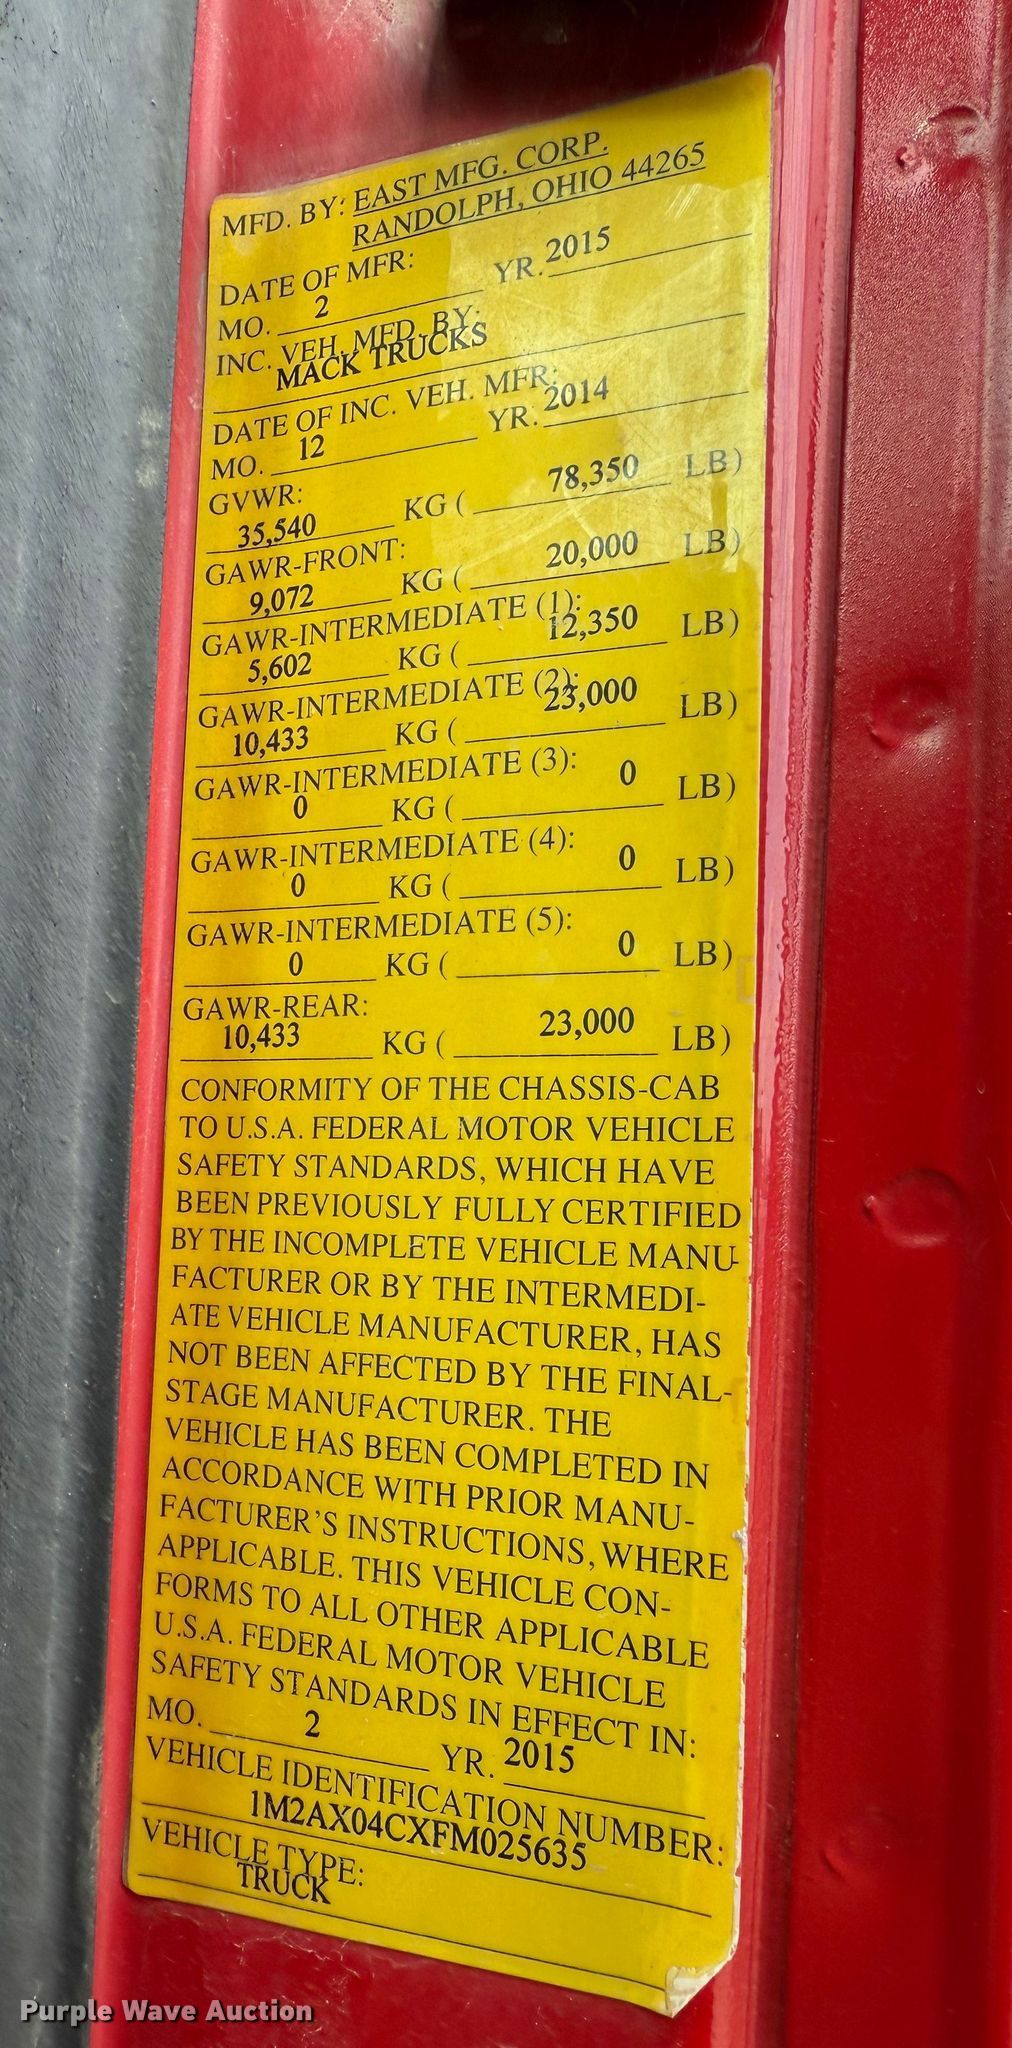 MFD. BY: EAST MFG. CORP.
RANDOLPH, OHIO 44265
DATE OF MFR:
MO. 2 YR. 2015
INC. VEH. MFD. BY:
MACK TRUCKS
DATE OF INC. VEH. MFR:
MO. 12 YR. 2014
GVWR:
35,540 KG ( 78,350 LB)
GAWR-FRONT:
9,072 KG ( 20,000 LB)
GAWR-INTERMEDIATE (1):
5,602 KG ( 12,350 LB)
GAWR-INTERMEDIATE (2):
10,433 KG ( 23,000 LB)
GAWR-INTERMEDIATE (3):
0 KG ( 0 LB)
GAWR-INTERMEDIATE (4):
0 KG ( 0 LB)
GAWR-INTERMEDIATE (5):
0 KG ( 0 LB)
GAWR-REAR:
10,433 KG ( 23,000 LB)
CONFORMITY OF THE CHASSIS-CAB
TO U.S.A. FEDERAL MOTOR VEHICLE
SAFETY STANDARDS, WHICH HAVE
BEEN PREVIOUSLY FULLY CERTIFIED
BY THE INCOMPLETE VEHICLE MANU-
FACTURER OR BY THE INTERMEDI-
ATE VEHICLE MANUFACTURER, HAS
NOT BEEN AFFECTED BY THE FINAL-
STAGE MANUFACTURER. THE
VEHICLE HAS BEEN COMPLETED IN
ACCORDANCE WITH PRIOR MANU-
FACTURER'S INSTRUCTIONS, WHERE
APPLICABLE. THIS VEHICLE CON-
FORMS TO ALL OTHER APPLICABLE
U.S.A. FEDERAL MOTOR VEHICLE
SAFETY STANDARDS IN EFFECT IN:
MO. 2 YR. 2015
VEHICLE IDENTIFICATION NUMBER:
1M2AX04CXFM025635
VEHICLE TYPE:
TRUCK
Purple Wave Auction